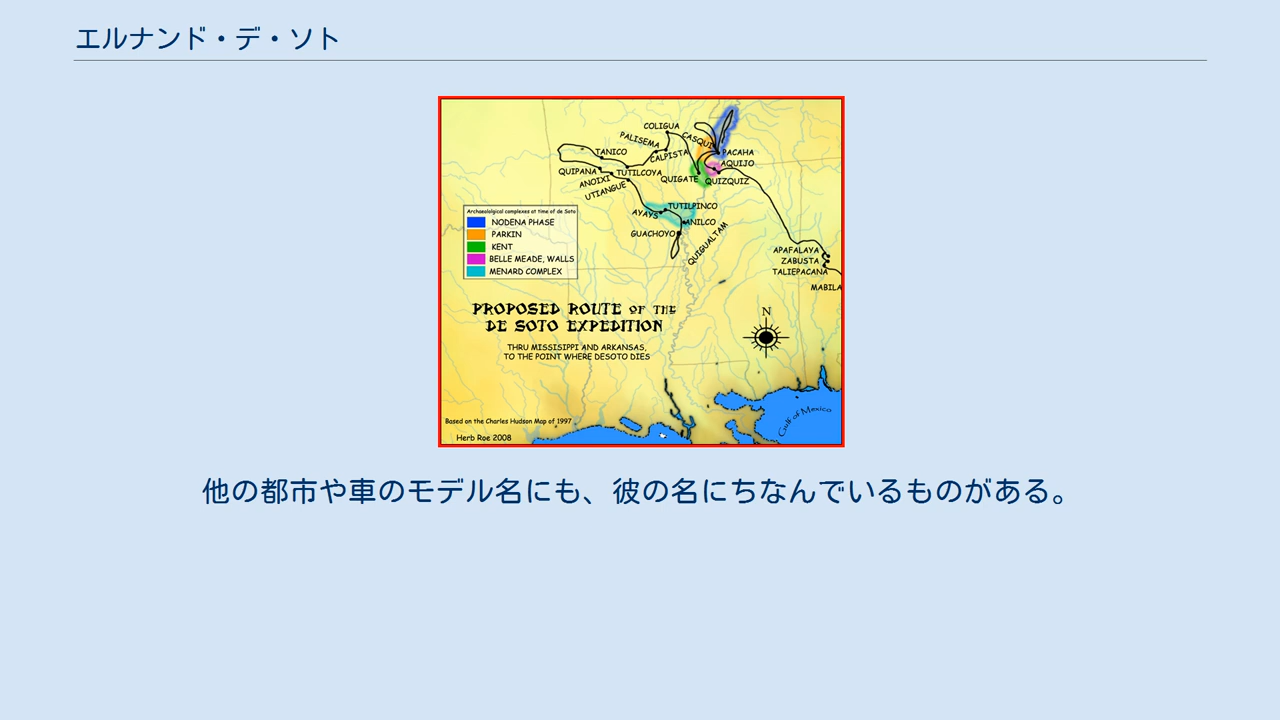 エルナンド・デ・ソト
COLIGUA
PALISEMA
CASQUI
TANICO
CALPISTA
PACAHA
AQUIJO
QUIPANA
TUTILCOYA
QUIGATE
QUIZQUIZ
ANOIXI
UTIANGUE
TUTILPINCO
AYAYS
ANILCO
GUACHOYO
QUIGUALTAM
Archaeolgical complexes at time of de Soto
NODENA PHASE
PARKIN
KENT
BELLE MEADE, WALLS
MENARD COMPLEX
APAFALAYA
ZABUSTA
TALIEPACANA
MABILA
PROPOSED ROUTE OF THE
DE SOTO EXPEDITION
N
THRU MISSISIPPI AND ARKANSAS,
TO THE POINT WHERE DESOTO DIES
Gulf of Mexico
Based on the Charles Hudson Map of 1997
Herb Roe 2008
他の都市や車のモデル名にも、彼の名にちなんでいるものがある。